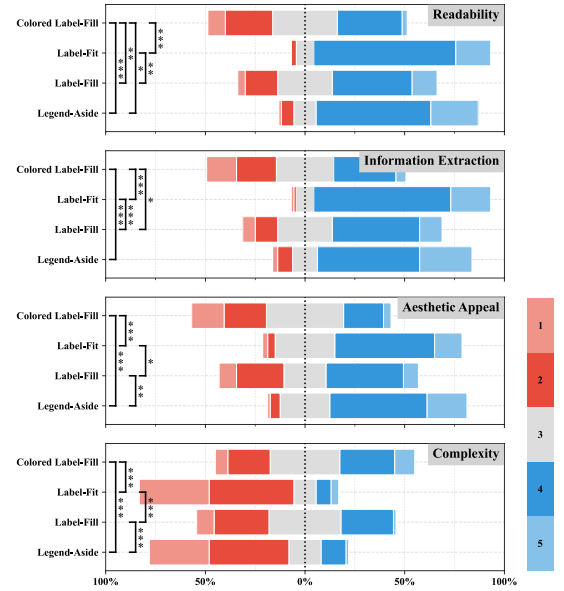 Readability
Colored Label-Fill
Label-Fit
Label-Fill
Legend-Aside
***
**
***
*
**
***
Information Extraction
Colored Label-Fill
Label-Fit
Label-Fill
Legend-Aside
***
*
***
***
Aesthetic Appeal
Colored Label-Fill
Label-Fit
Label-Fill
Legend-Aside
***
***
*
**
Complexity
Colored Label-Fill
Label-Fit
Label-Fill
Legend-Aside
***
***
***
***
100%
50%
0%
50%
100%
1
2
3
4
5